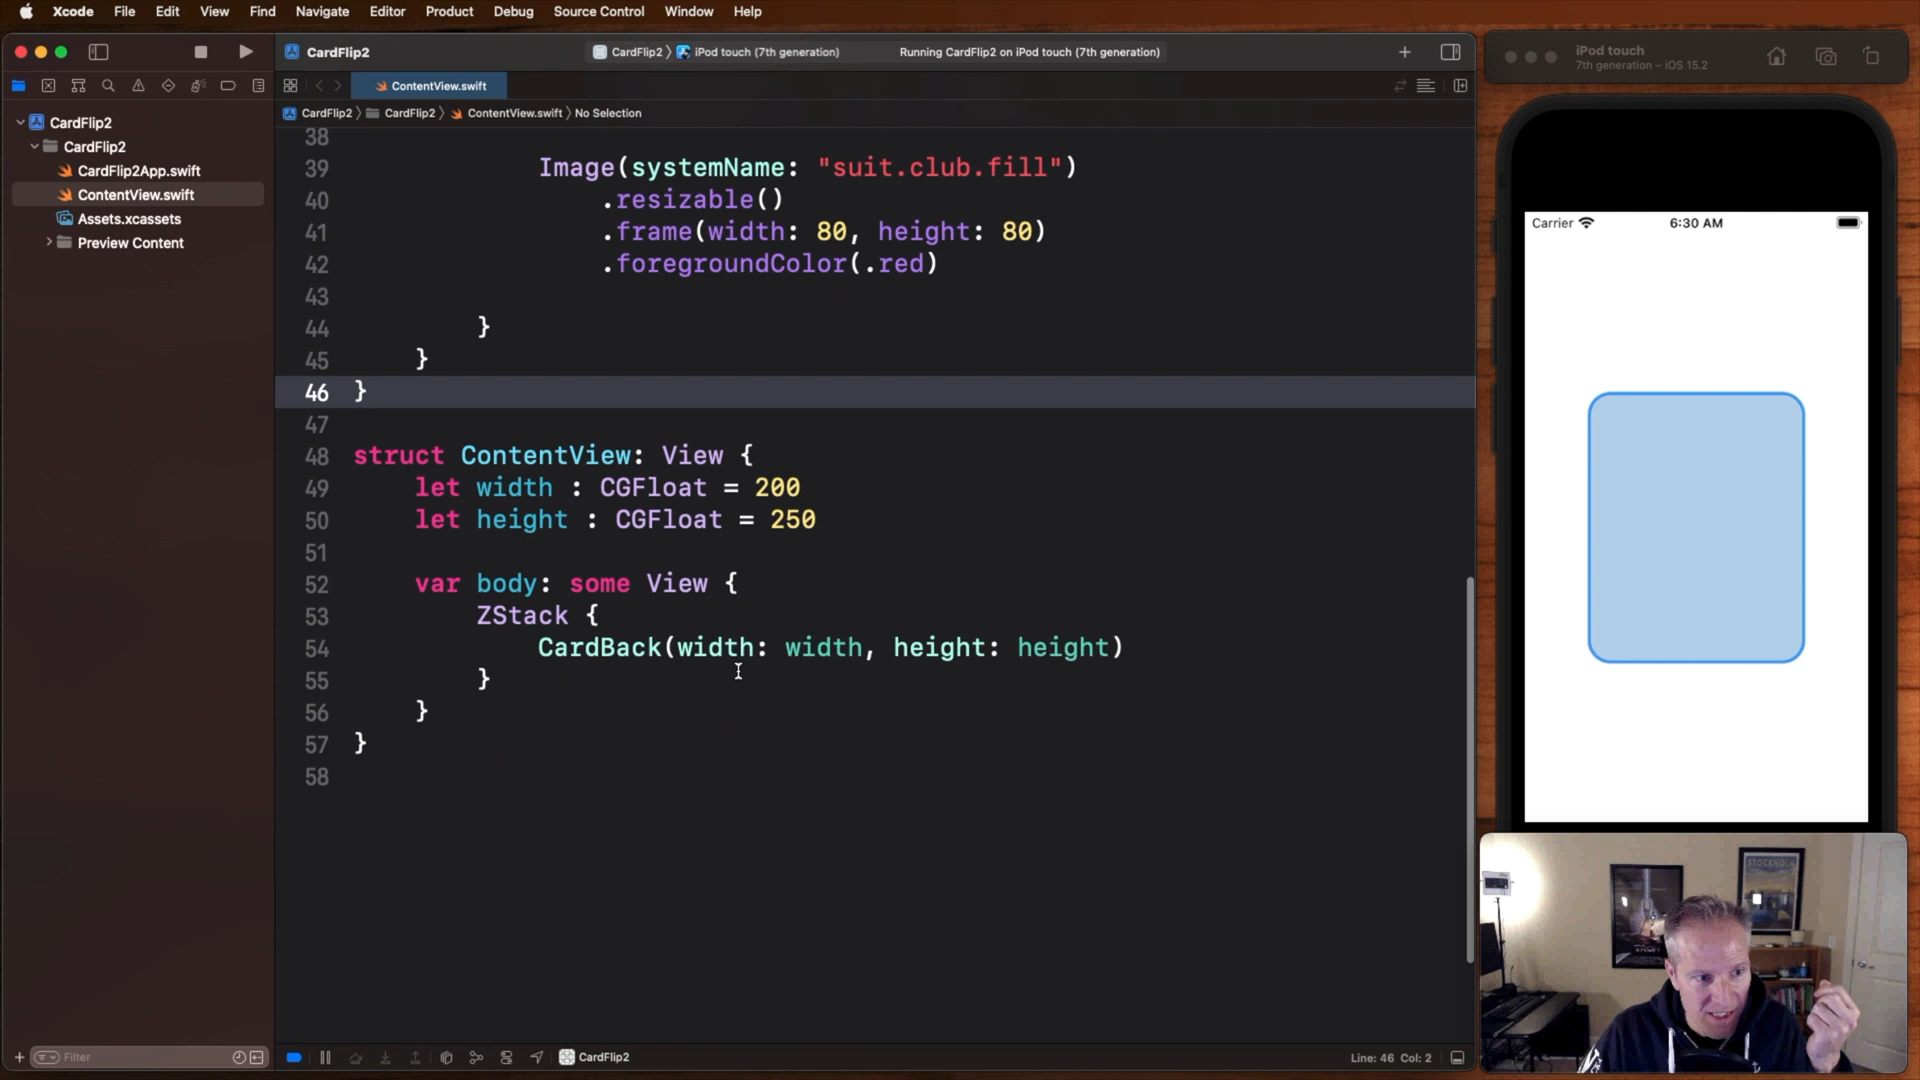 Xcode File Edit View Find Navigate Editor Product Debug Source Control Window Help
CardFlip2
CardFlip2 iPod touch (7th generation)
Running CardFlip2 on iPod touch (7th generation)
iPod touch
7th generation – iOS 15.2
ContentView.swift
CardFlip2 CardFlip2 ContentView.swift No Selection
CardFlip2
CardFlip2
CardFlip2App.swift
ContentView.swift
Assets.xcassets
Preview Content
38
39 Image(systemName: "suit.club.fill")
40 .resizable()
41 .frame(width: 80, height: 80)
42 .foregroundColor(.red)
43
44 }
45 }
46 }
47
48 struct ContentView: View {
49 let width : CGFloat = 200
50 let height : CGFloat = 250
51
52 var body: some View {
53 ZStack {
54 CardBack(width: width, height: height)
55 }
56 }
57 }
58
Carrier 6:30 AM
STOCKHOLM
Filter
CardFlip2
Line: 46 Col: 2